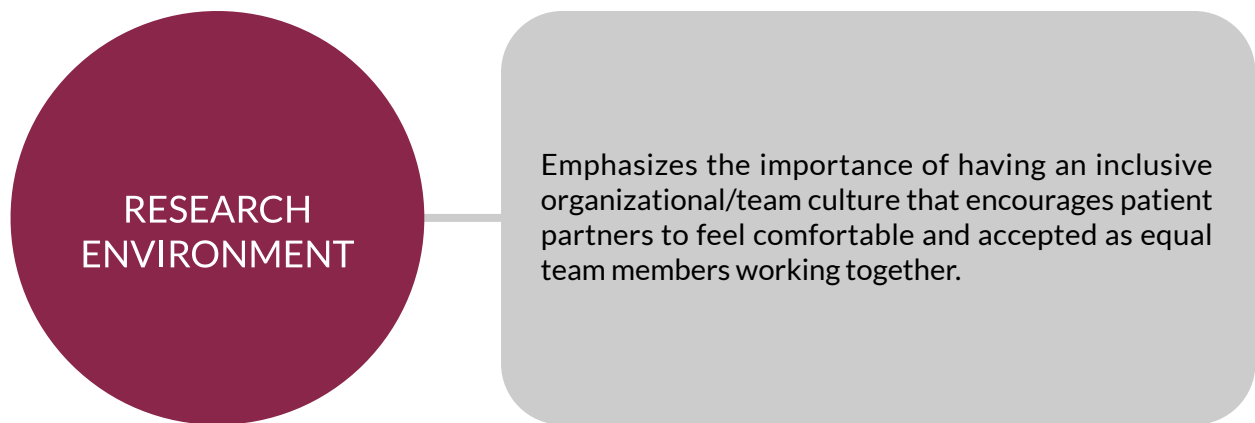 RESEARCH
ENVIRONMENT
Emphasizes the importance of having an inclusive
organizational/team culture that encourages patient
partners to feel comfortable and accepted as equal
team members working together.